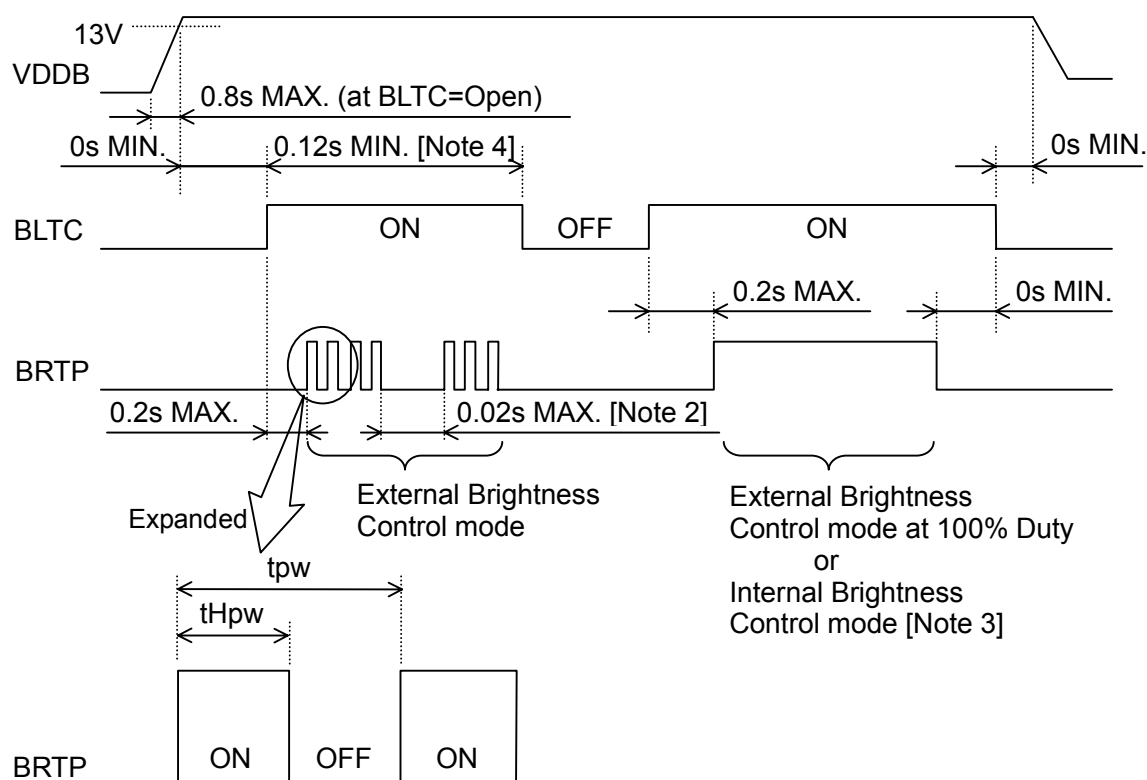 13V
VDDB
0.8s MAX. (at BLTC=Open)
0s MIN.
0.12s MIN. [Note 4]
0s MIN.
BLTC
ON
OFF
ON
0.2s MAX.
0s MIN.
BRTP
0.2s MAX.
0.02s MAX. [Note 2]
Expanded
External Brightness
Control mode
External Brightness
Control mode at 100% Duty
or
Internal Brightness
Control mode [Note 3]
tpw
tHpw
BRTP
ON
OFF
ON